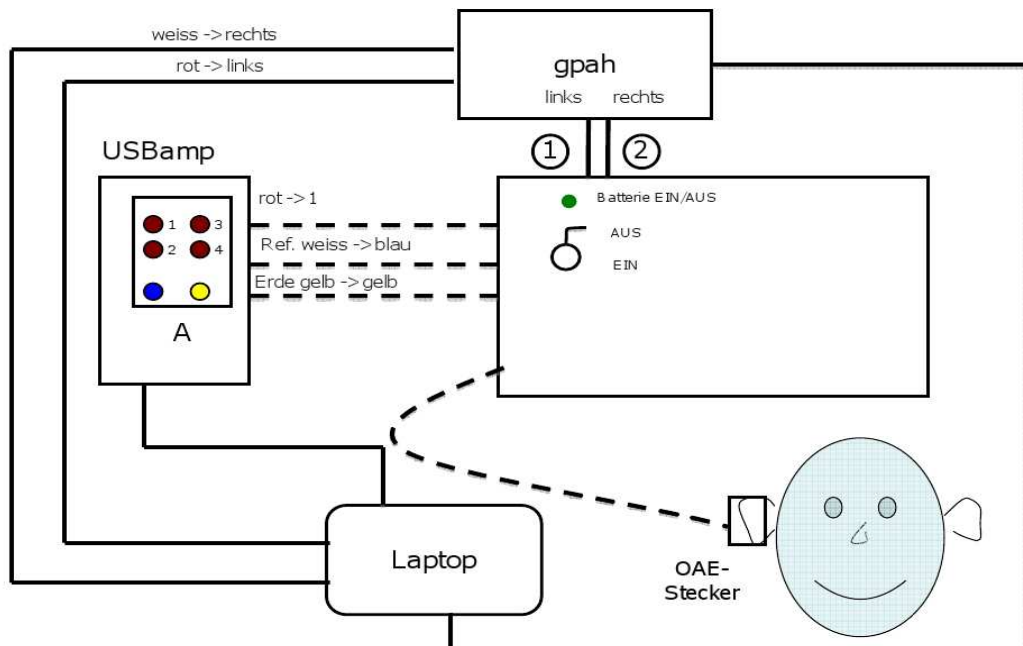 weiss -> rechts
rot -> links
gpah
links rechts
1 2
USBamp
rot -> 1
Batterie EIN/AUS
1 3
2 4
AUS
Ref. weiss -> blau
EIN
Erde gelb -> gelb
A
Laptop
OAE-
Stecker